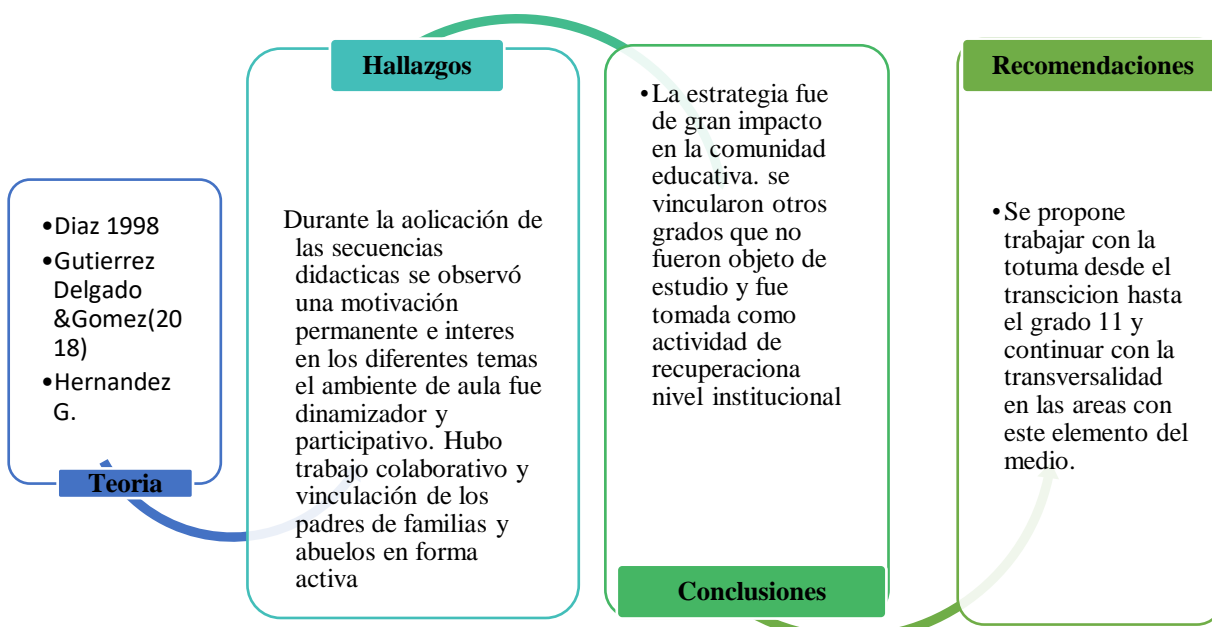 •Diaz 1998
•Gutierrez
Delgado
&Gomez(20
18)
•Hernandez
G.
Teoria
Hallazgos
Durante la aolicación de
las secuencias
didacticas se observó
una motivación
permanente e interes
en los diferentes temas
el ambiente de aula fue
dinamizador y
participativo. Hubo
trabajo colaborativo y
vinculación de los
padres de familias y
abuelos en forma
activa
•La estrategia fue
de gran impacto
en la comunidad
educativa. se
vincularon otros
grados que no
fueron objeto de
estudio y fue
tomada como
actividad de
recuperaciona
nivel institucional
Conclusiones
Recomendaciones
•Se propone
trabajar con la
totuma desde el
transcicion hasta
el grado 11 y
continuar con la
transversalidad
en las areas con
este elemento del
medio.